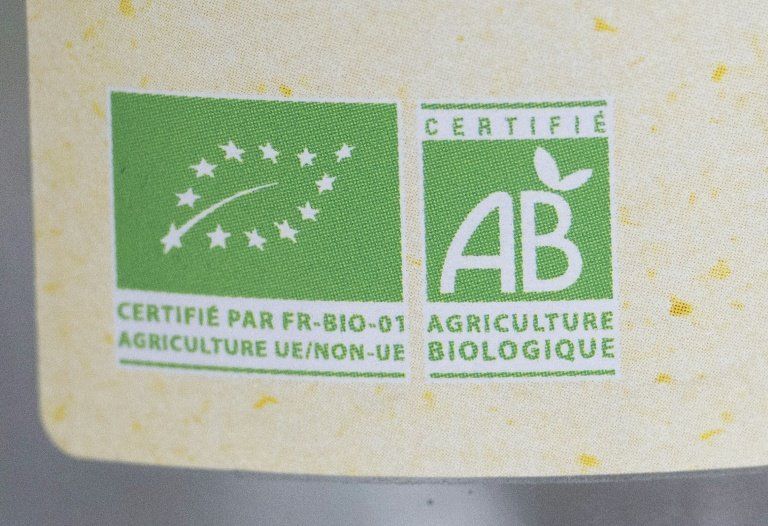 CERTIFIÉ PAR FR-BIO-01
AGRICULTURE UE/NON-UE
CERTIFIÉ
AB
AGRICULTURE
BIOLOGIQUE